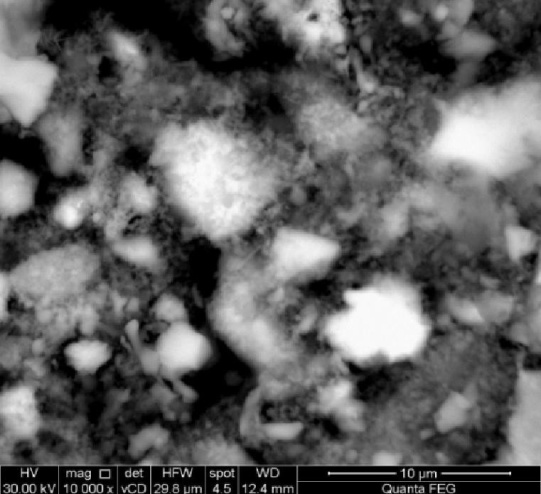 HV mag □ det HFW spot WD 10 µm
30.00 kV 10 000 x vCD 29.8 µm 4.5 12.4 mm Quanta FEG